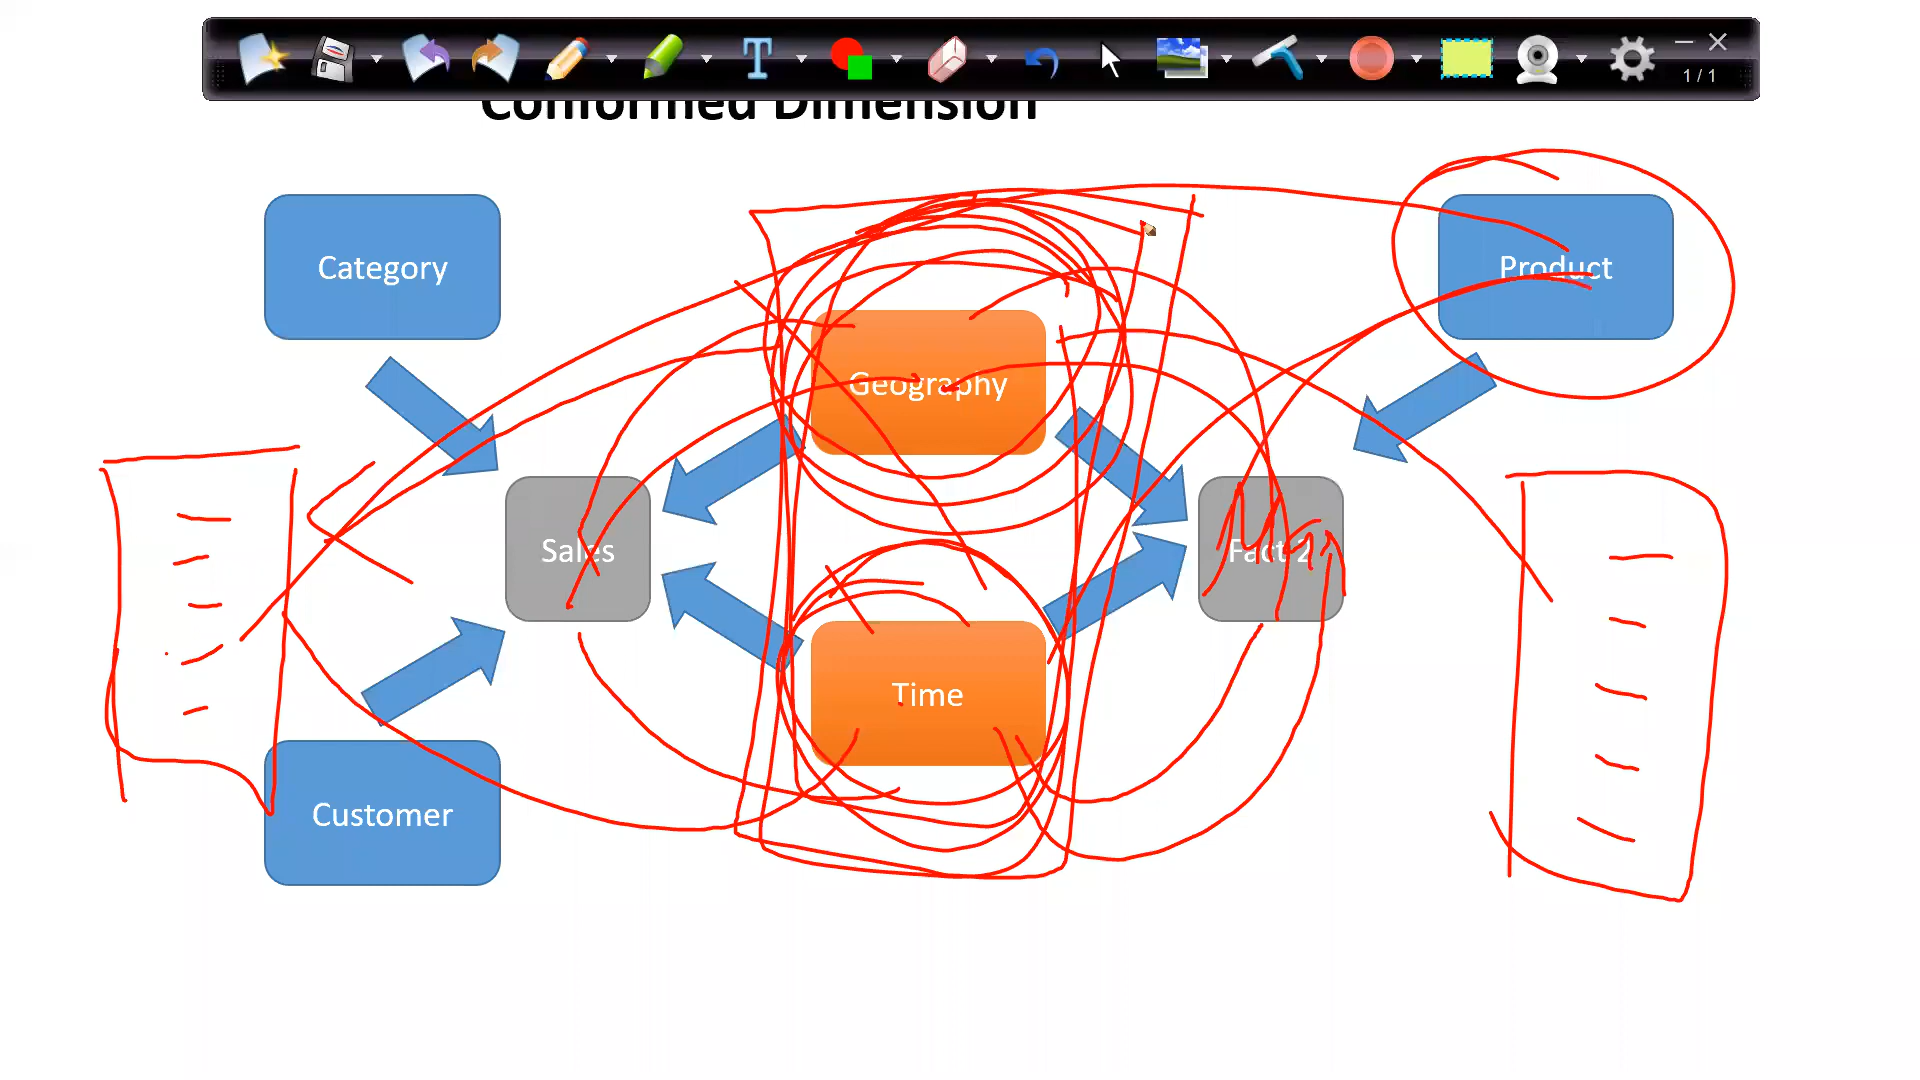 T
1 / 1
Conformed Dimension
Category
Product
Geography
Sales
Fact 2
Time
Customer